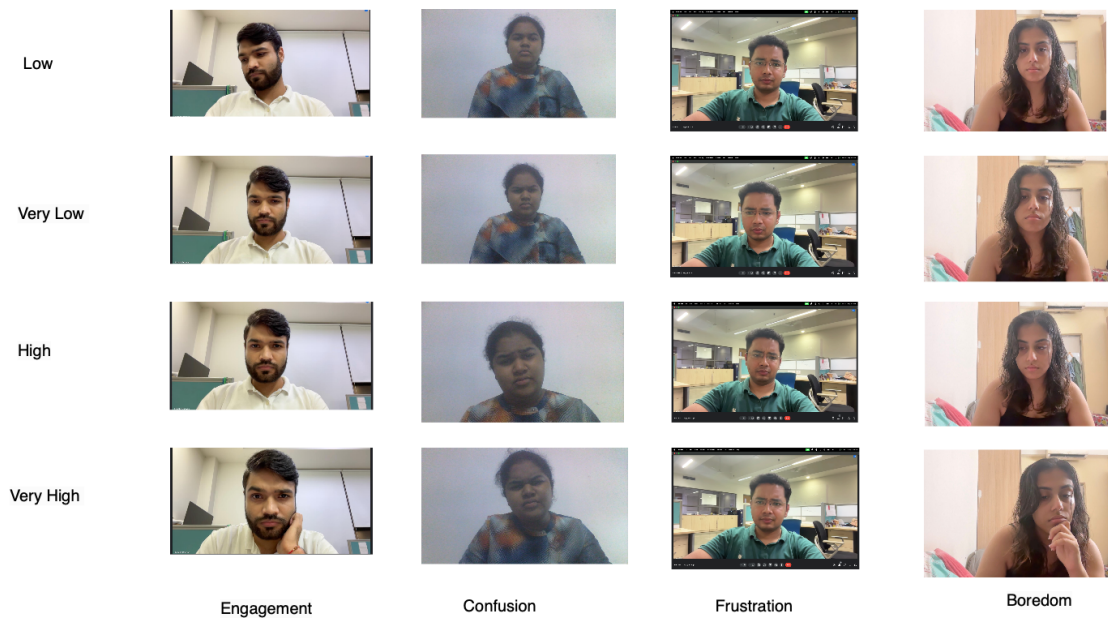 Low
Very Low
High
Very High
Engagement
Confusion
Frustration
Boredom